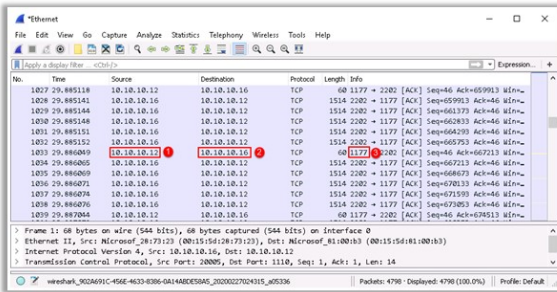 *Ethernet
File Edit View Go Capture Analyze Statistics Telephony Wireless Tools Help
Apply a display filter ... <Ctrl-/>
Expression... +
No. Time Source Destination Protocol Length Info
1027 29.885118 10.10.10.12 10.10.10.16 TCP 60 1177 → 2202 [ACK] Seq=46 Ack=659913 Win=…
1028 29.885141 10.10.10.16 10.10.10.12 TCP 1514 2202 → 1177 [ACK] Seq=659913 Ack=46 Win=…
1029 29.885144 10.10.10.16 10.10.10.12 TCP 1514 2202 → 1177 [ACK] Seq=661373 Ack=46 Win=…
1030 29.885148 10.10.10.16 10.10.10.12 TCP 1514 2202 → 1177 [ACK] Seq=662833 Ack=46 Win=…
1031 29.885151 10.10.10.16 10.10.10.12 TCP 1514 2202 → 1177 [ACK] Seq=664293 Ack=46 Win=…
1032 29.885152 10.10.10.16 10.10.10.12 TCP 1514 2202 → 1177 [ACK] Seq=665753 Ack=46 Win=…
1033 29.886049 10.10.10.12 1 10.10.10.16 2 TCP 60 1177 3 2202 [ACK] Seq=46 Ack=667213 Win=…
1034 29.886065 10.10.10.16 10.10.10.12 TCP 1514 2202 → 1177 [ACK] Seq=667213 Ack=46 Win=…
1035 29.886069 10.10.10.16 10.10.10.12 TCP 1514 2202 → 1177 [ACK] Seq=668673 Ack=46 Win=…
1036 29.886071 10.10.10.16 10.10.10.12 TCP 1514 2202 → 1177 [ACK] Seq=670133 Ack=46 Win=…
1037 29.886074 10.10.10.16 10.10.10.12 TCP 1514 2202 → 1177 [ACK] Seq=671593 Ack=46 Win=…
1038 29.886076 10.10.10.16 10.10.10.12 TCP 1514 2202 → 1177 [ACK] Seq=673053 Ack=46 Win=…
1039 29.887044 10.10.10.12 10.10.10.16 TCP 60 1177 → 2202 [ACK] Seq=46 Ack=674513 Win=…
> Frame 1: 68 bytes on wire (544 bits), 68 bytes captured (544 bits) on interface 0
> Ethernet II, Src: Microsof_28:73:23 (00:15:5d:28:73:23), Dst: Microsof_01:00:b3 (00:15:5d:01:00:b3)
> Internet Protocol Version 4, Src: 10.10.10.16, Dst: 10.10.10.12
> Transmission Control Protocol, Src Port: 20005, Dst Port: 1110, Seq: 1, Ack: 1, Len: 14
wireshark_902A691C-456E-4633-8386-0A14ABDE58A5_20200227024315_a05336
Packets: 4798 · Displayed: 4798 (100.0%)
Profile: Default